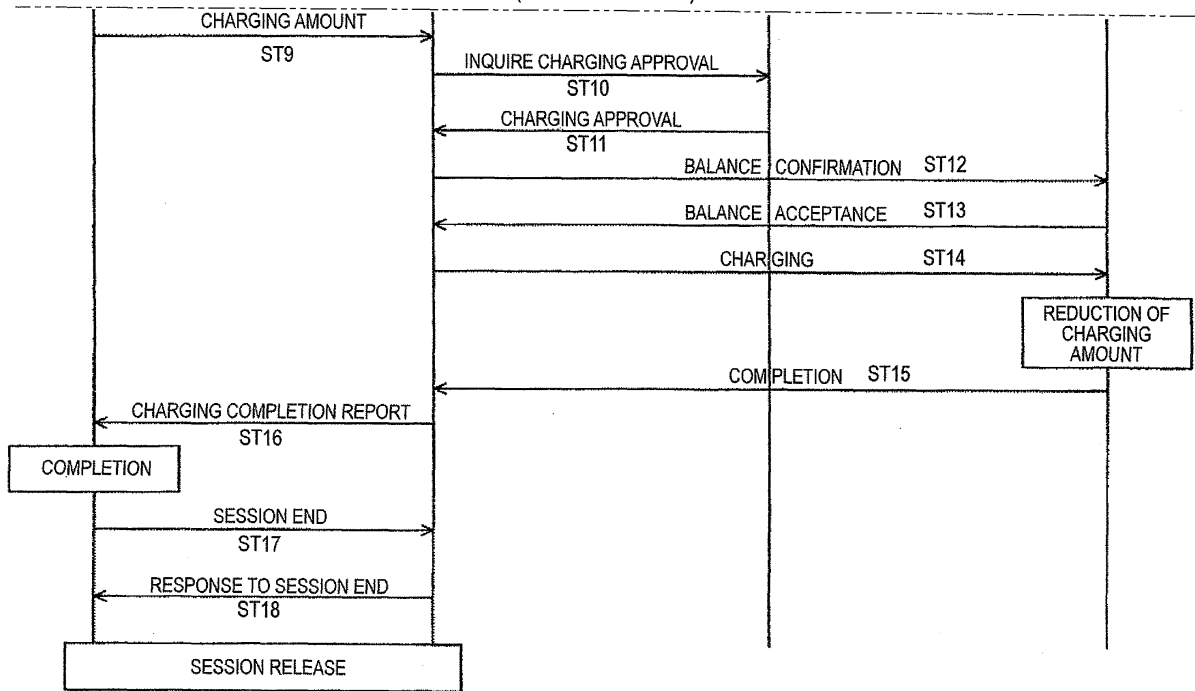 CHARGING AMOUNT
ST9
INQUIRE CHARGING APPROVAL
ST10
CHARGING APPROVAL
ST11
BALANCE CONFIRMATION ST12
BALANCE ACCEPTANCE ST13
CHARGING ST14
REDUCTION OF
CHARGING
AMOUNT
COMPLETION ST15
CHARGING COMPLETION REPORT
ST16
COMPLETION
SESSION END
ST17
RESPONSE TO SESSION END
ST18
SESSION RELEASE